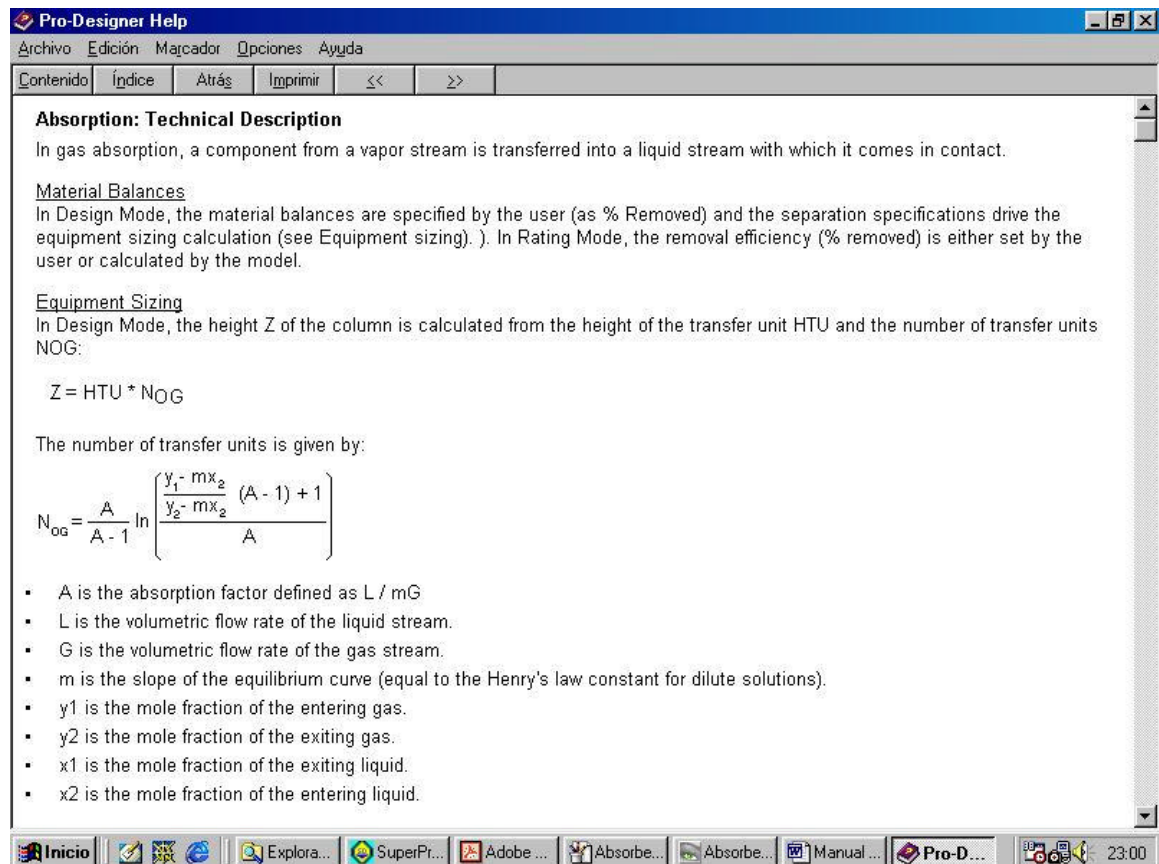 Pro-Designer Help
Archivo Edición Marcador Opciones Ayuda
Contenido Índice Atrás Imprimir << >>
Absorption: Technical Description
In gas absorption, a component from a vapor stream is transferred into a liquid stream with which it comes in contact.
Material Balances
In Design Mode, the material balances are specified by the user (as % Removed) and the separation specifications drive the
equipment sizing calculation (see Equipment sizing). ). In Rating Mode, the removal efficiency (% removed) is either set by the
user or calculated by the model.
Equipment Sizing
In Design Mode, the height Z of the column is calculated from the height of the transfer unit HTU and the number of transfer units
NOG:
Z = HTU * NOG
The number of transfer units is given by:
y1- mx2
N OG = A / A - 1 ln ( y1- mx2 / y2- mx2 (A - 1) + 1 / A )
▪ A is the absorption factor defined as L / mG
▪ L is the volumetric flow rate of the liquid stream.
▪ G is the volumetric flow rate of the gas stream.
▪ m is the slope of the equilibrium curve (equal to the Henry's law constant for dilute solutions).
▪ y1 is the mole fraction of the entering gas.
▪ y2 is the mole fraction of the exiting gas.
▪ x1 is the mole fraction of the exiting liquid.
▪ x2 is the mole fraction of the entering liquid.
Inicio Explora... SuperPr... Adobe ... Absorbe... Absorbe... Manual ... Pro-D... 23:00